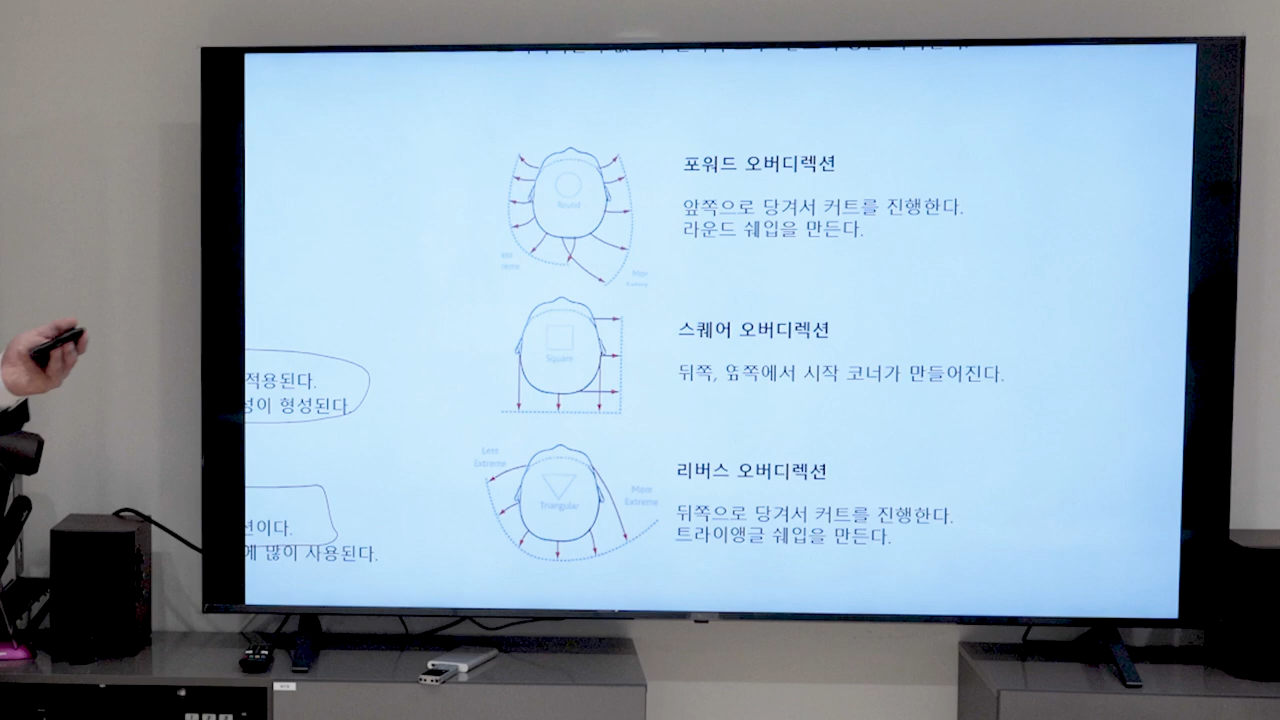 포워드 오버디렉션
앞쪽으로 당겨서 커트를 진행한다.
라운드 쉐입을 만든다.
Round
스퀘어 오버디렉션
뒤쪽, 옆쪽에서 시작 코너가 만들어진다.
Square
적용된다.
성이 형성된다
Less
Extreme
리버스 오버디렉션
More
Extreme
Triangular
뒤쪽으로 당겨서 커트를 진행한다.
트라이앵글 쉐입을 만든다.
션이다.
에 많이 사용된다.